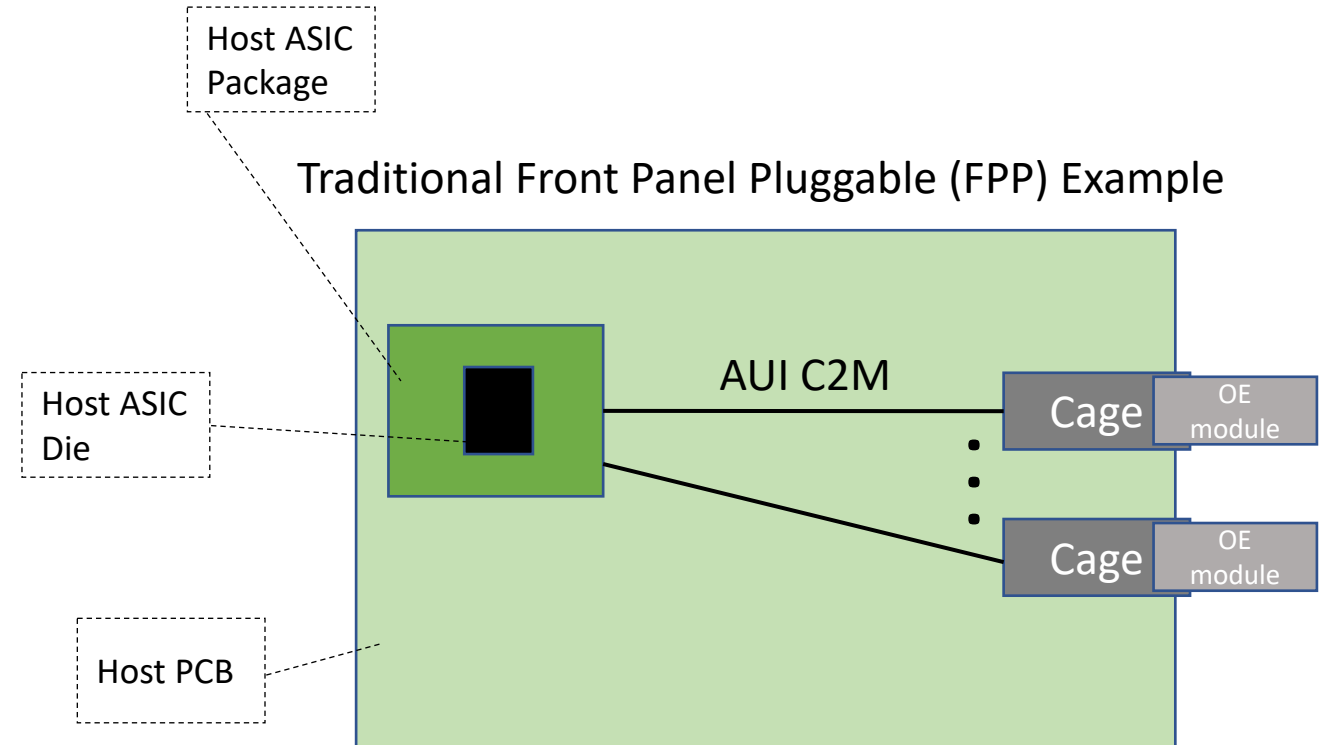 Host ASIC
Package
Traditional Front Panel Pluggable (FPP) Example
AUI C2M
Host ASIC
Die
Cage
OE
module
Cage
OE
module
Host PCB